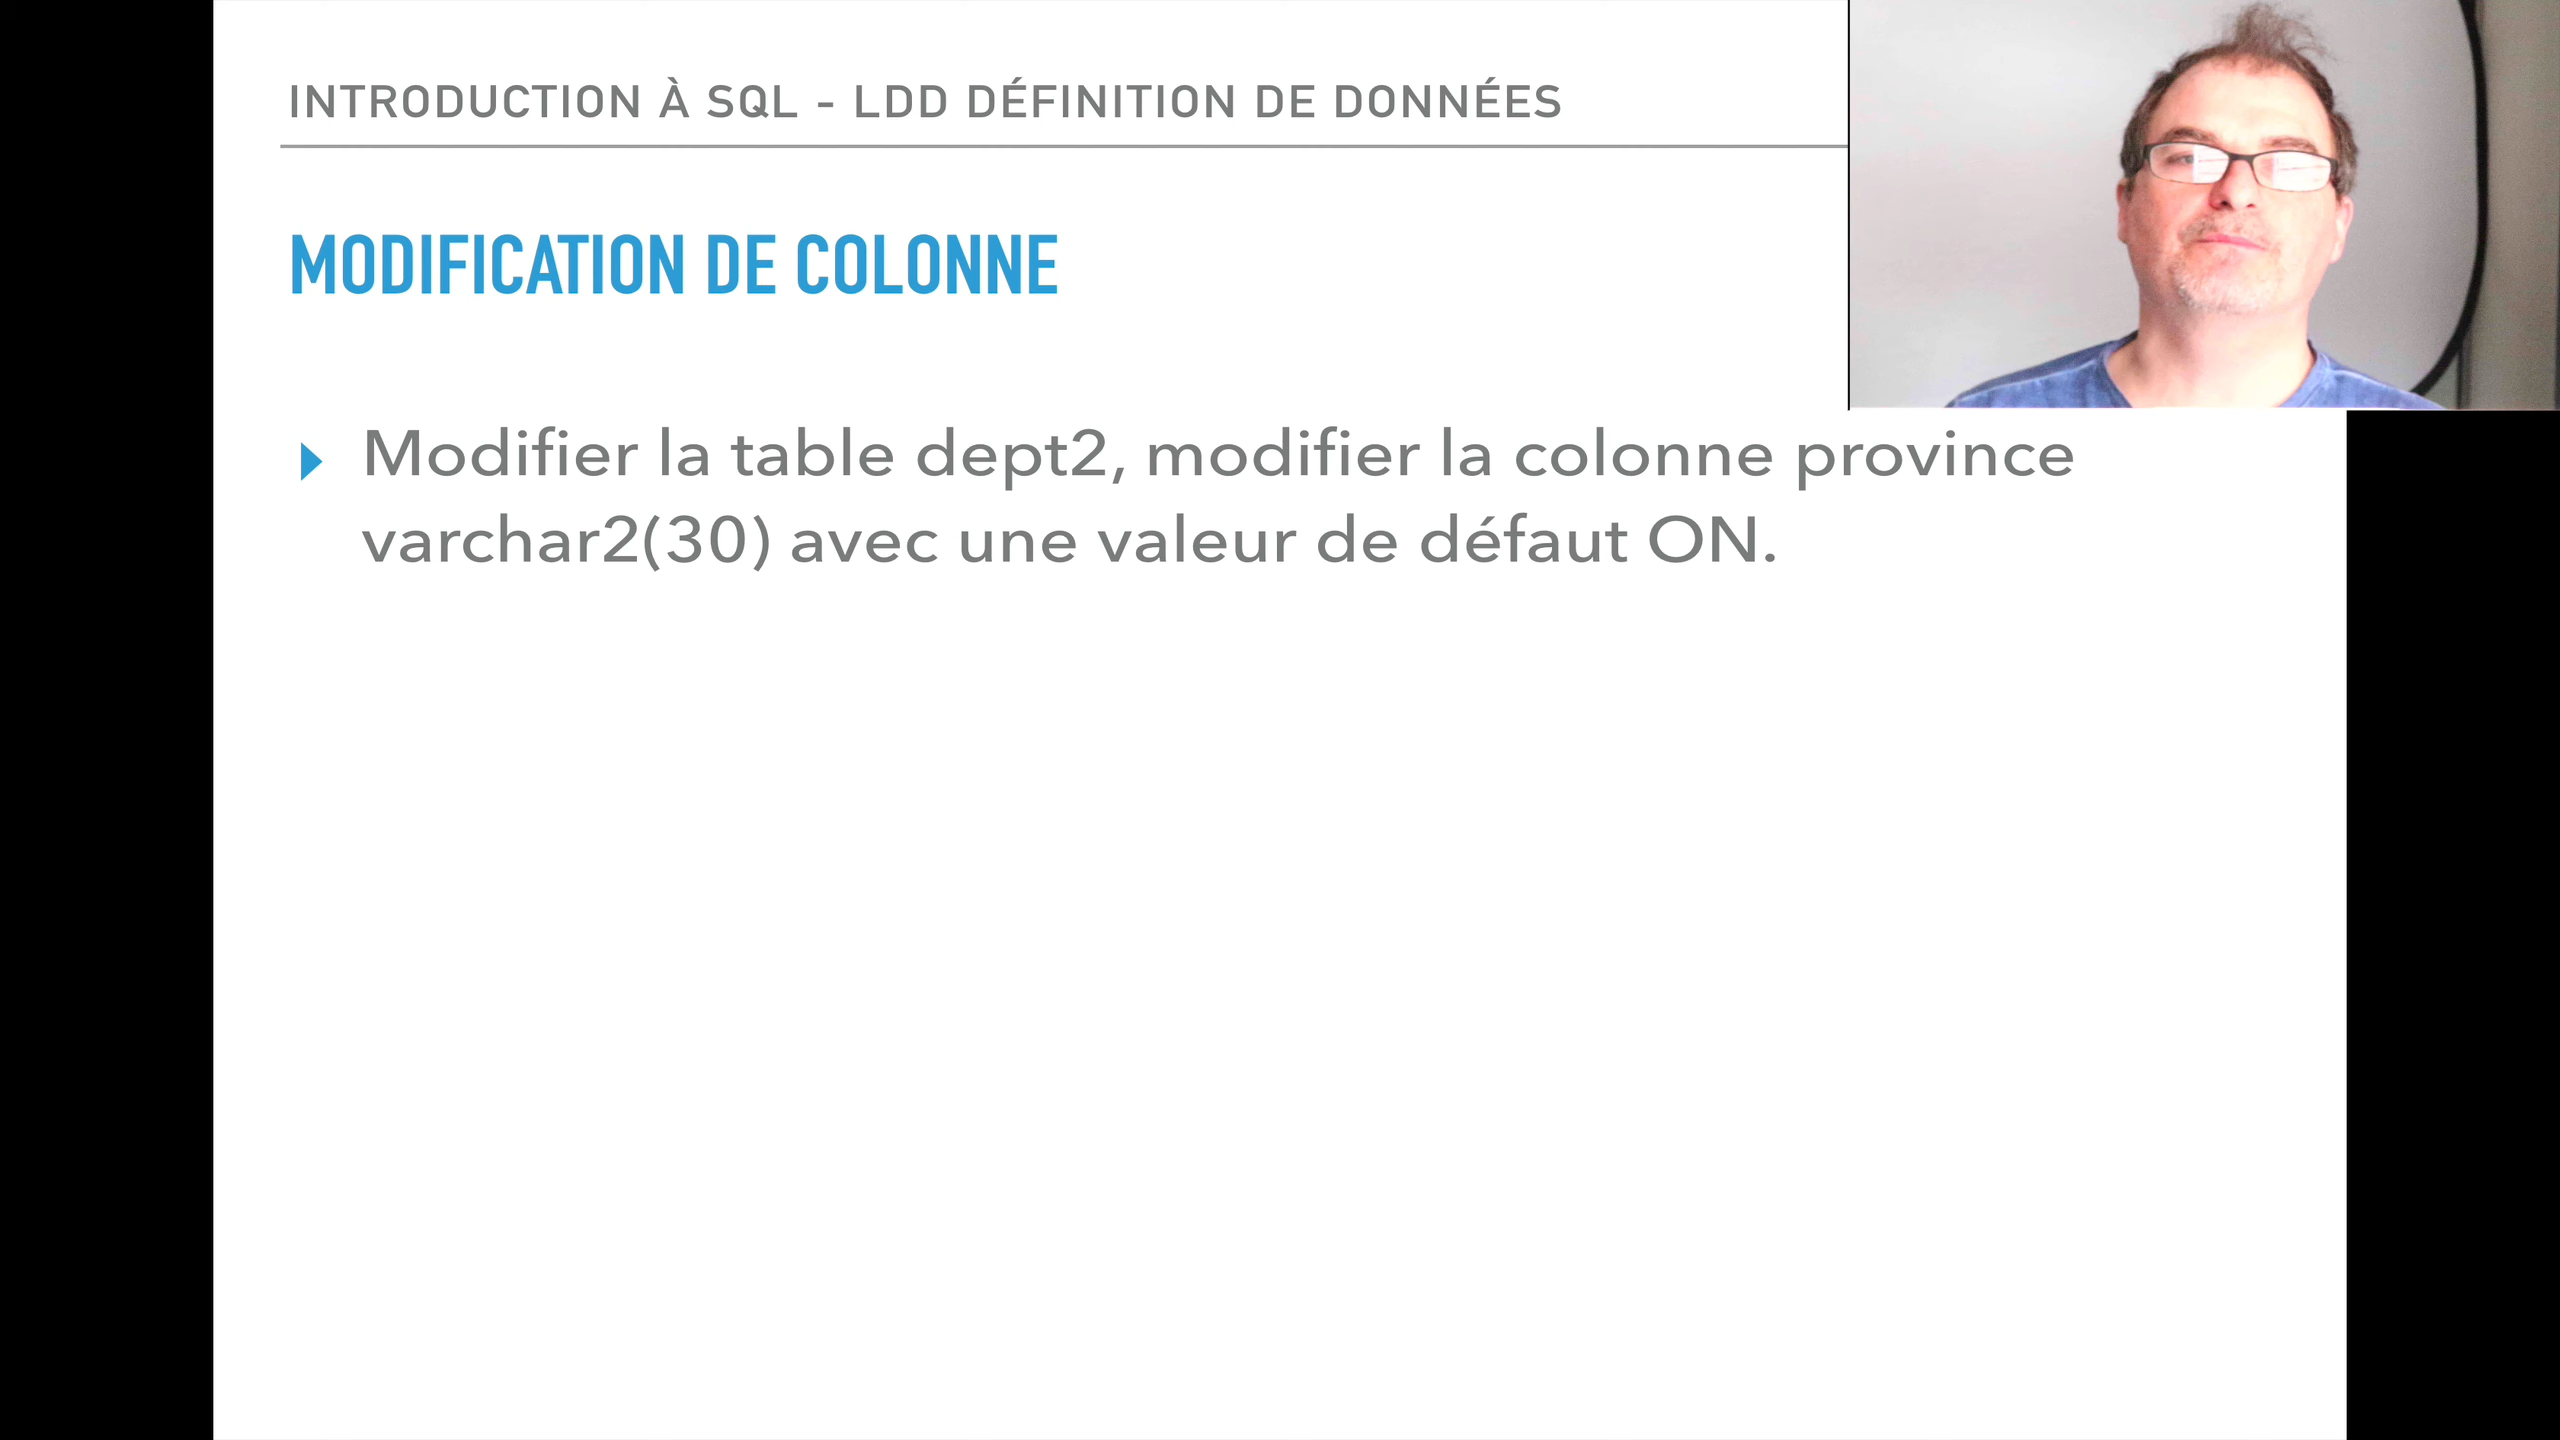 INTRODUCTION À SQL - LDD DÉFINITION DE DONNÉES
MODIFICATION DE COLONNE
Modifier la table dept2, modifier la colonne province
varchar2(30) avec une valeur de défaut ON.